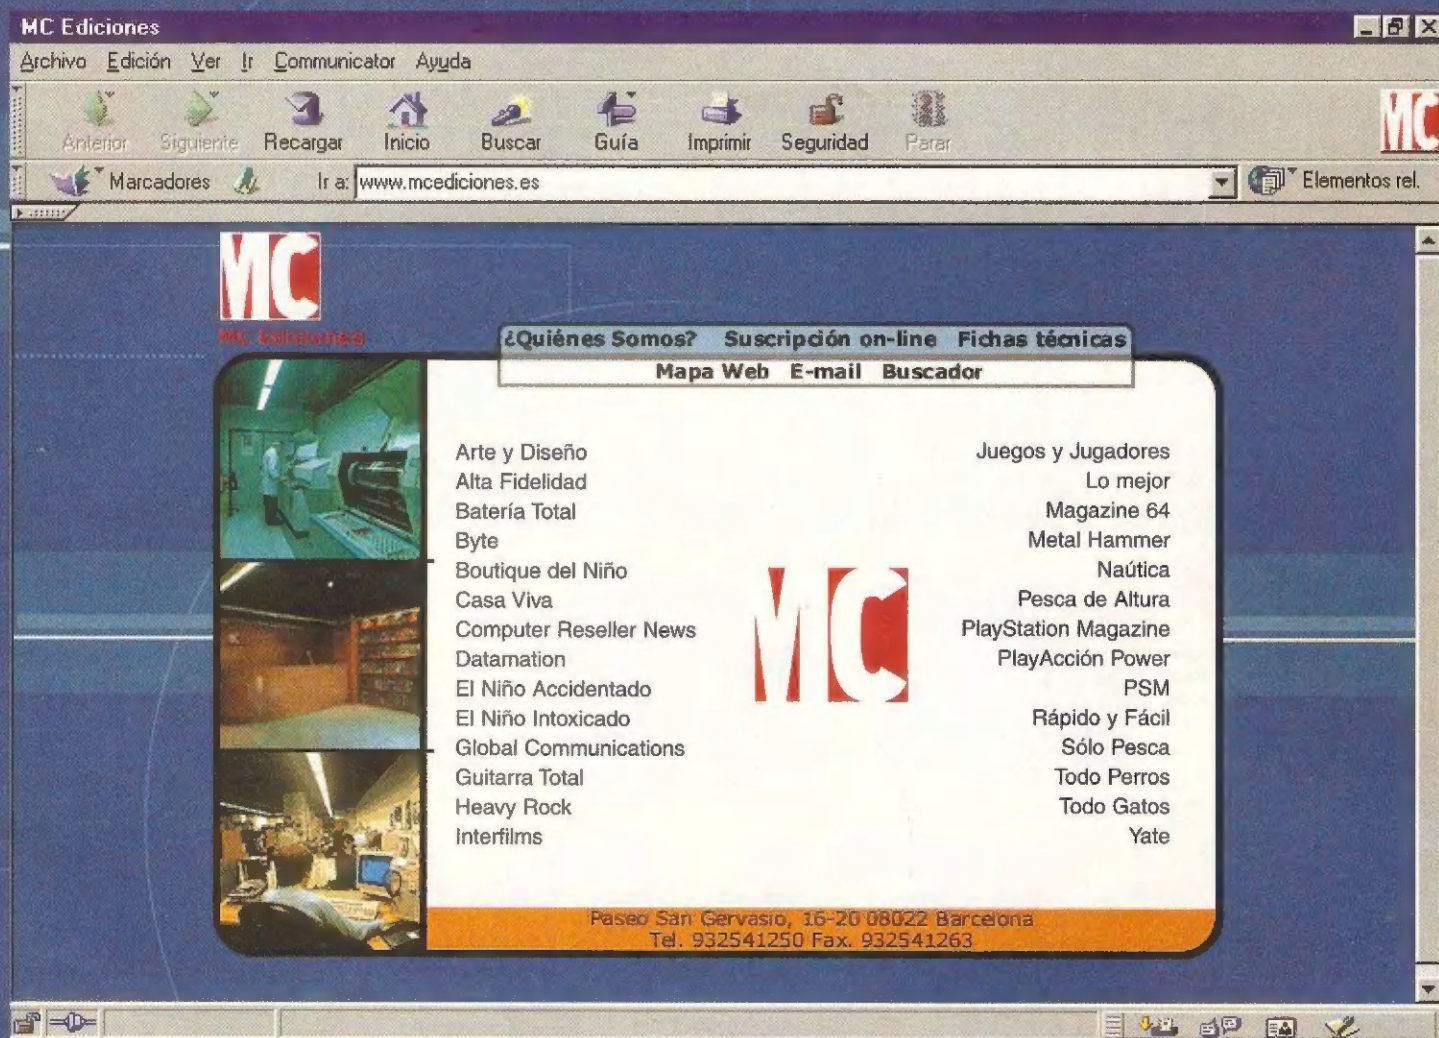 MC Ediciones
Archivo Edición Ver Ir Communicator Ayuda
Anterior Siguiente Recargar Inicio Buscar Guía Imprimir Seguridad Parar
MC
Marcadores Ir a: www.mcediciones.es Elementos rel.
MC
MC Ediciones
¿Quiénes Somos? Suscripción on-line Fichas técnicas
Mapa Web E-mail Buscador
Arte y Diseño
Alta Fidelidad
Batería Total
Byte
Boutique del Niño
Casa Viva
Computer Reseller News
Datamation
El Niño Accidentado
El Niño Intoxicado
Global Communications
Guitarra Total
Heavy Rock
Interfilms
MC
Juegos y Jugadores
Lo mejor
Magazine 64
Metal Hammer
Naútica
Pesca de Altura
PlayStation Magazine
PlayAcción Power
PSM
Rápido y Fácil
Sólo Pesca
Todo Perros
Todo Gatos
Yate
Paseo San Gervasio, 16-20 08022 Barcelona
Tel. 932541250 Fax. 932541263